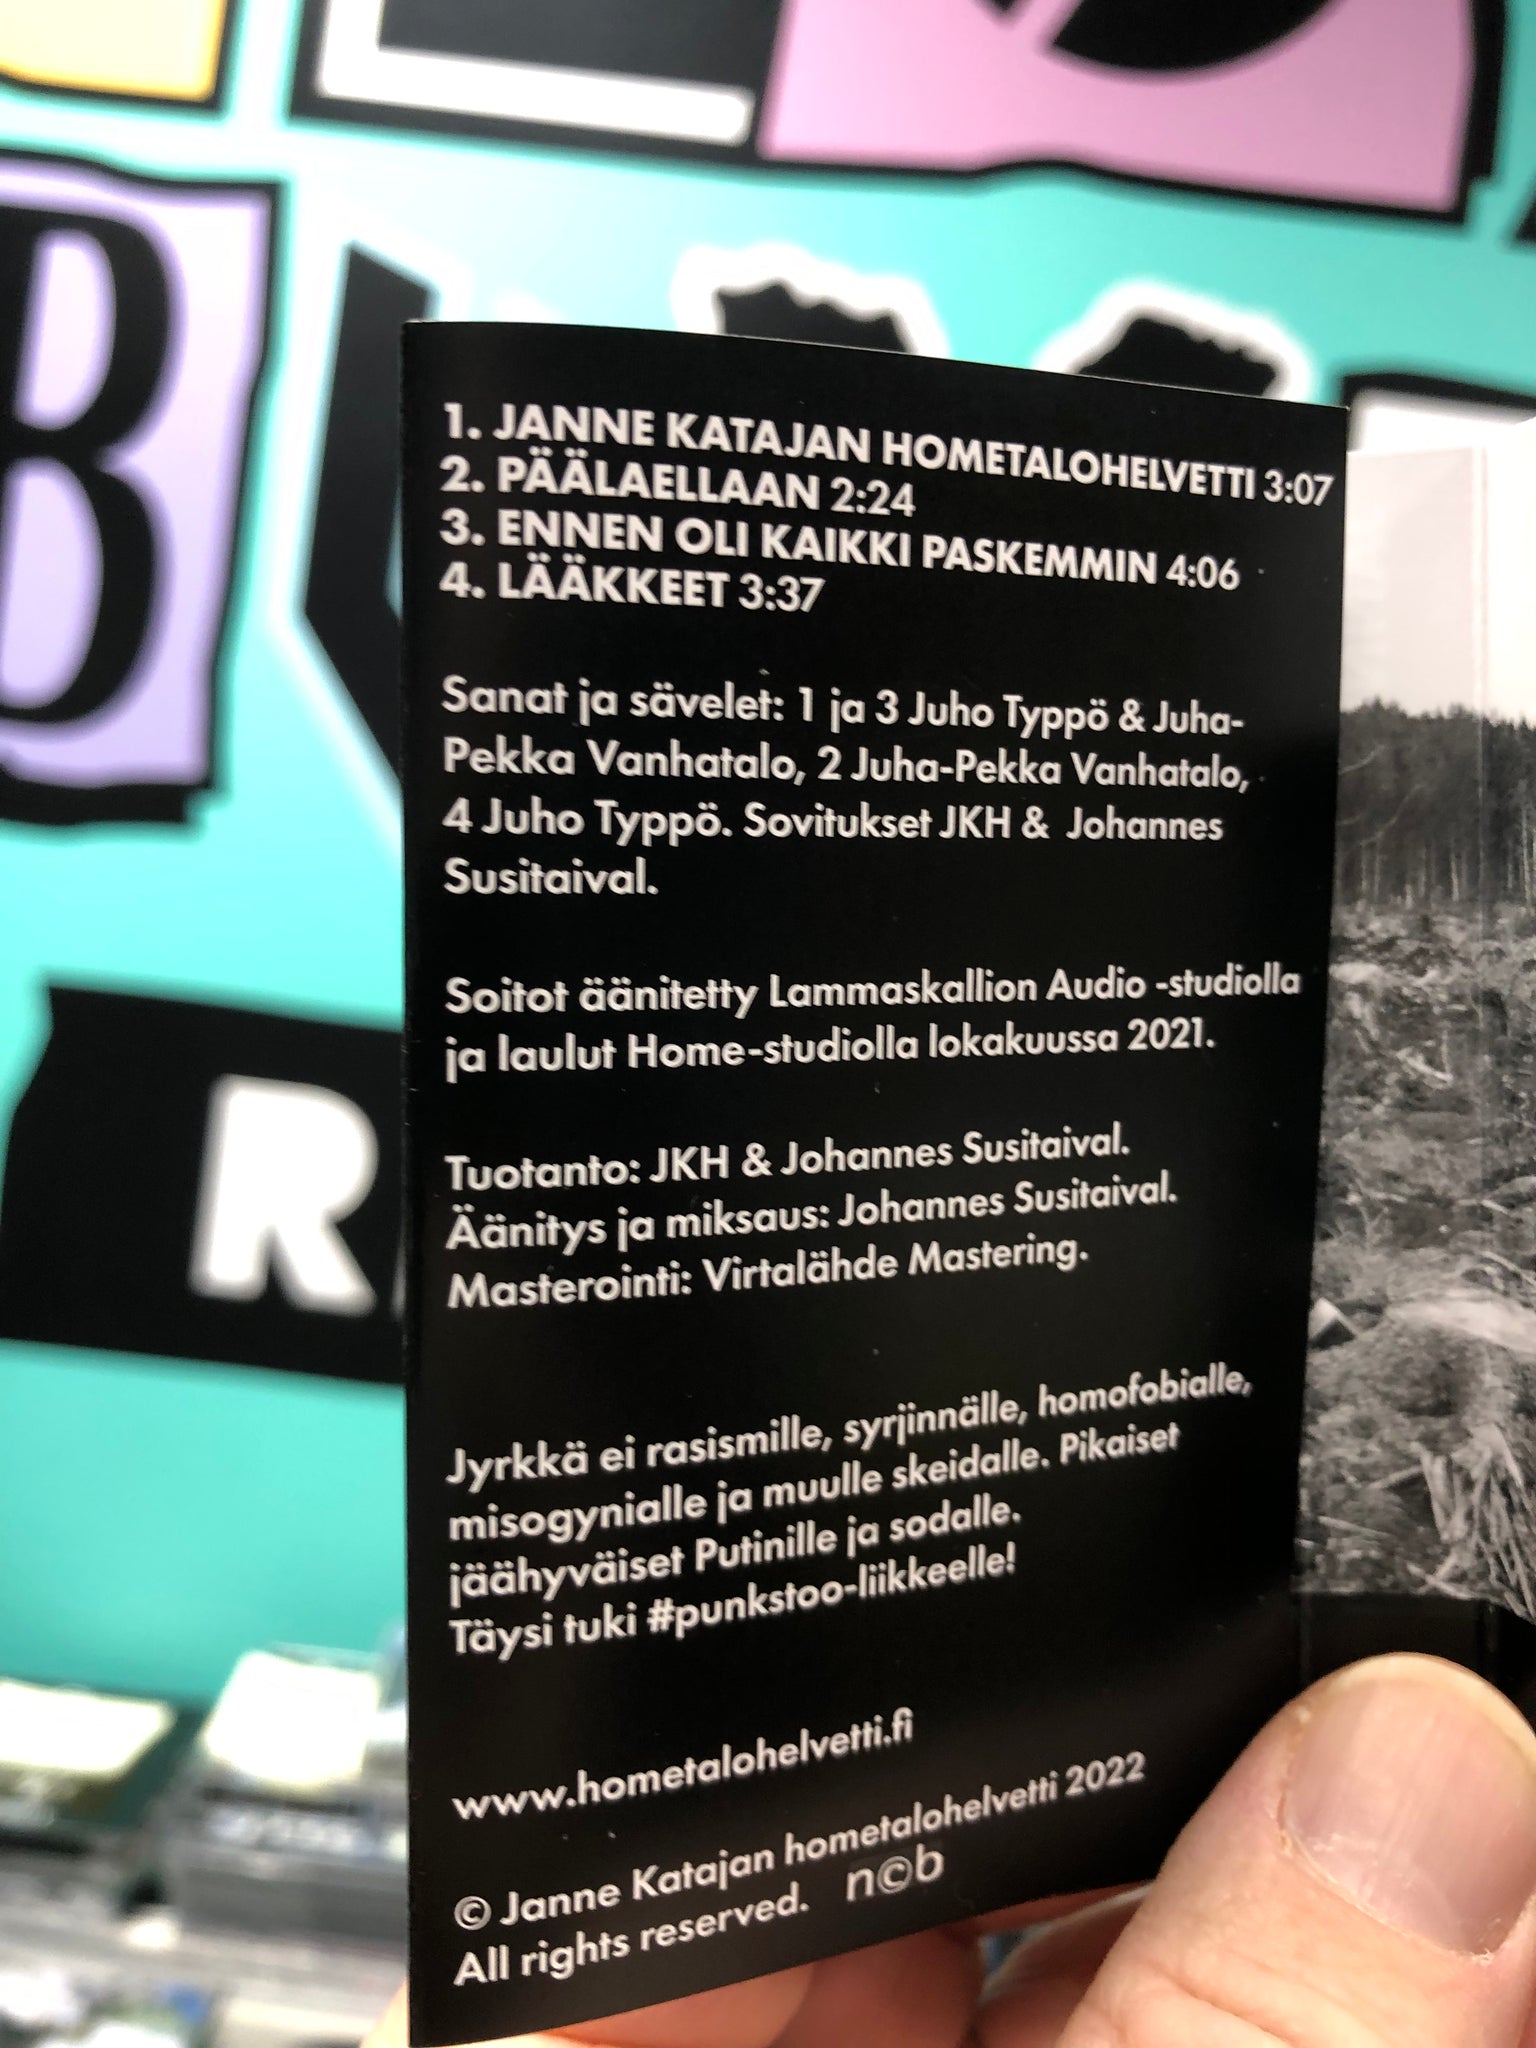 B
R
1. JANNE KATAJAN HOMETALOHELVETTI 3:07
2. PÄÄLAELLAAN 2:24
3. ENNEN OLI KAIKKI PASKEMMIN 4:06
4. LÄÄKKEET 3:37
Sanat ja sävelet: 1 ja 3 Juho Typpö & Juha-
Pekka Vanhatalo, 2 Juha-Pekka Vanhatalo,
4 Juho Typpö. Sovitukset JKH & Johannes
Susitaival.
Soitot äänitetty Lammaskallion Audio -studiolla
ja laulut Home-studiolla lokakuussa 2021.
Tuotanto: JKH & Johannes Susitaival.
Äänitys ja miksaus: Johannes Susitaival.
Masterointi: Virtalähde Mastering.
Jyrkkä ei rasismille, syrjinnälle, homofobialle,
misogynialle ja muulle skeidalle. Pikaiset
jäähyväiset Putinille ja sodalle.
Täysi tuki #punkstoo-liikkeelle!
www.hometalohelvetti.fi
© Janne Katajan hometalohelvetti 2022
All rights reserved. n©b